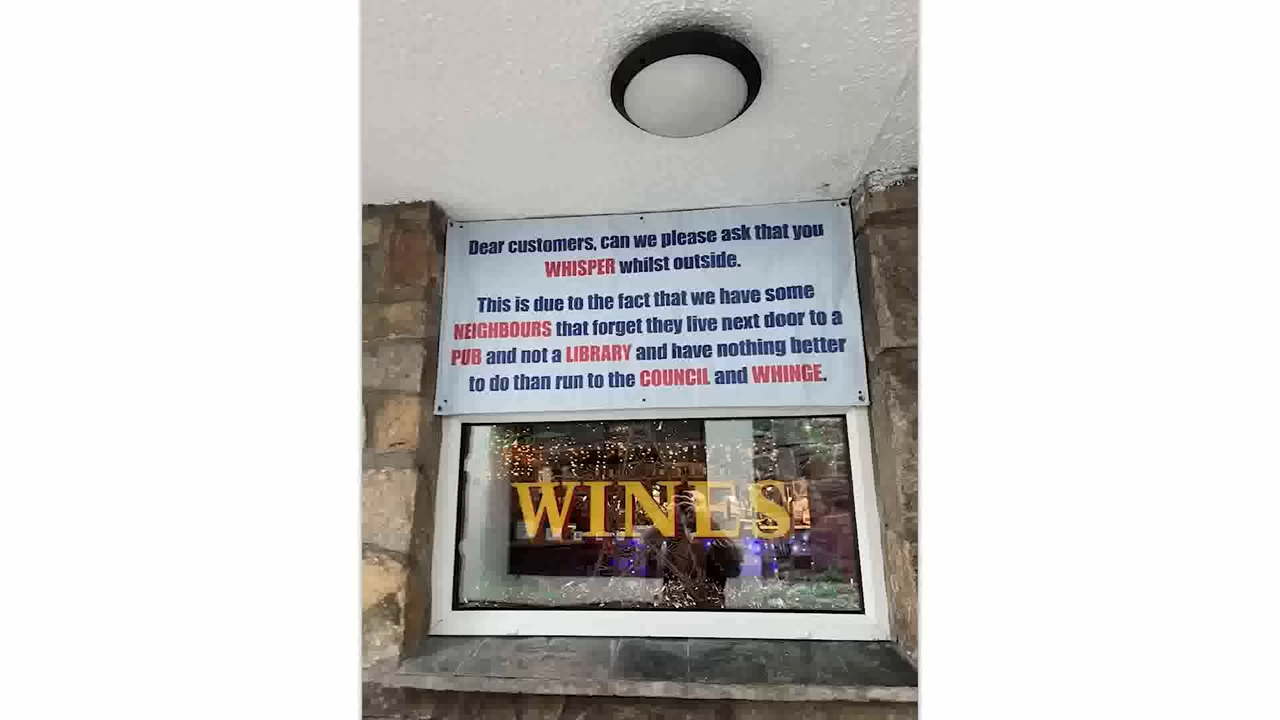 Dear customers, can we please ask that you
WHISPER whilst outside.
This is due to the fact that we have some
NEIGHBOURS that forget they live next door to a
PUB and not a LIBRARY and have nothing better
to do than run to the COUNCIL and WHINGE.
WINES